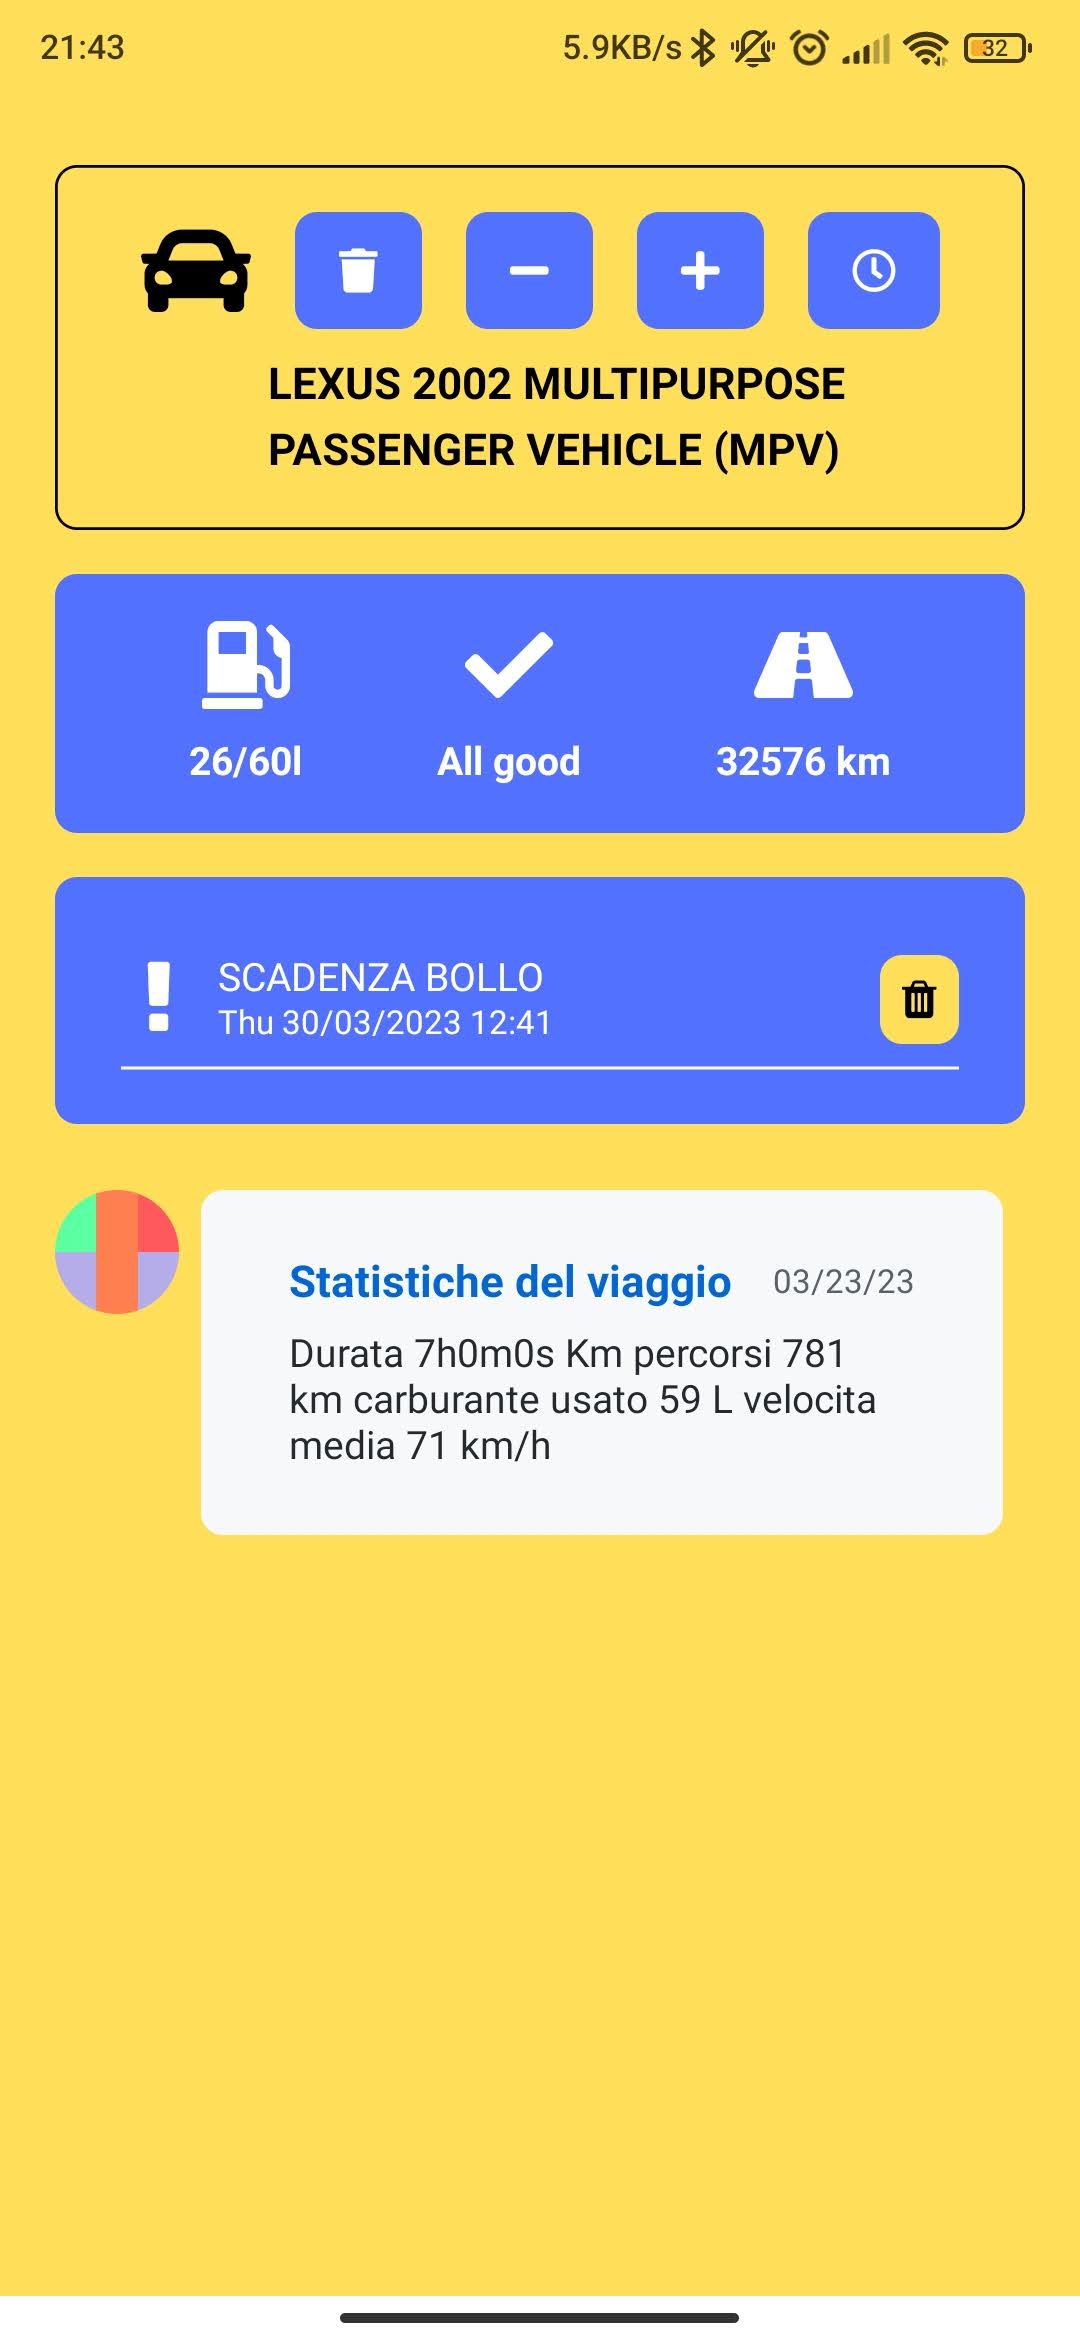 21:43
5.9KB/s
32
LEXUS 2002 MULTIPURPOSE
PASSENGER VEHICLE (MPV)
26/60l
All good
32576 km
SCADENZA BOLLO
Thu 30/03/2023 12:41
Statistiche del viaggio
03/23/23
Durata 7h0m0s Km percorsi 781
km carburante usato 59 L velocita
media 71 km/h